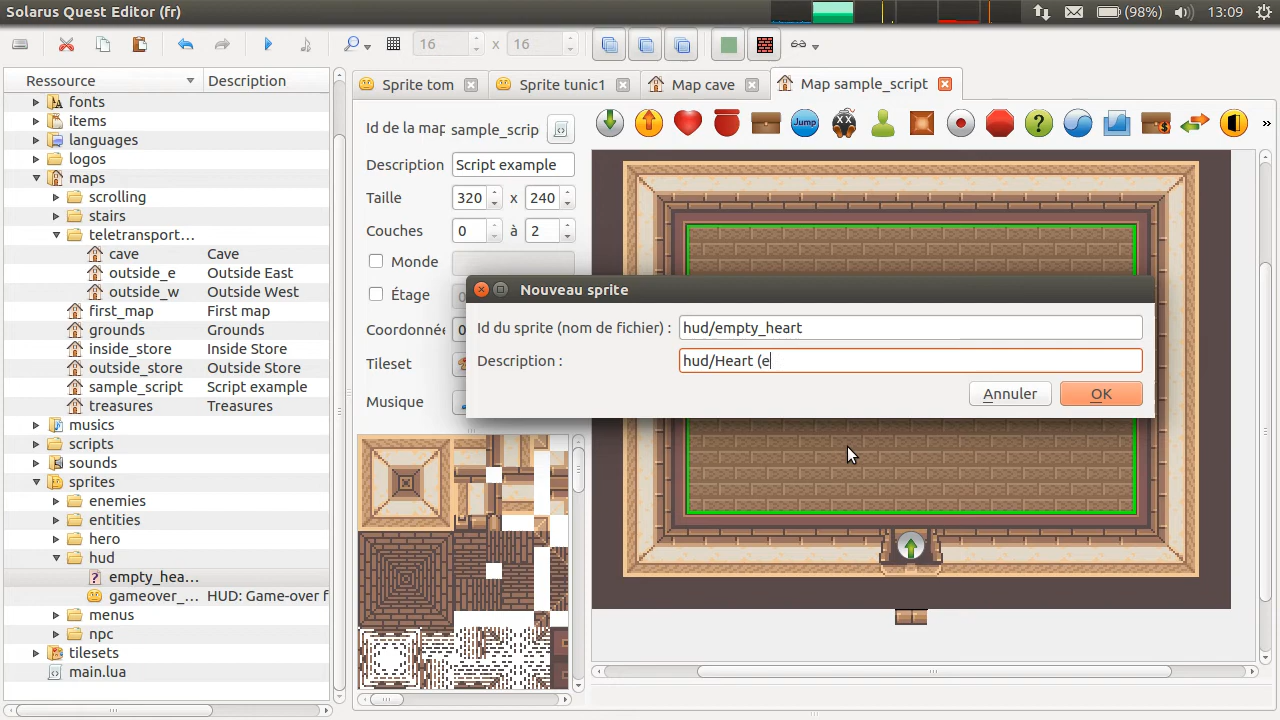 Solarus Quest Editor (fr)
(98%)
13:09
16 x 16
Ressource
Description
fonts
items
languages
logos
maps
scrolling
stairs
teletransport...
cave Cave
outside_e Outside East
outside_w Outside West
first_map First map
grounds Grounds
inside_store Inside Store
outside_store Outside Store
sample_script Script example
treasures Treasures
musics
scripts
sounds
sprites
enemies
entities
hero
hud
empty_hea...
gameover_... HUD: Game-over f
menus
npc
tilesets
main.lua
Sprite tom
Sprite tunic1
Map cave
Map sample_script
Jump
»
Id de la map sample_scrip
Description Script example
Taille 320 x 240
Couches 0 à 2
Monde
Étage
Coordonnée
Tileset
Musique
Nouveau sprite
Id du sprite (nom de fichier) : hud/empty_heart
Description : hud/Heart (e
Annuler
OK